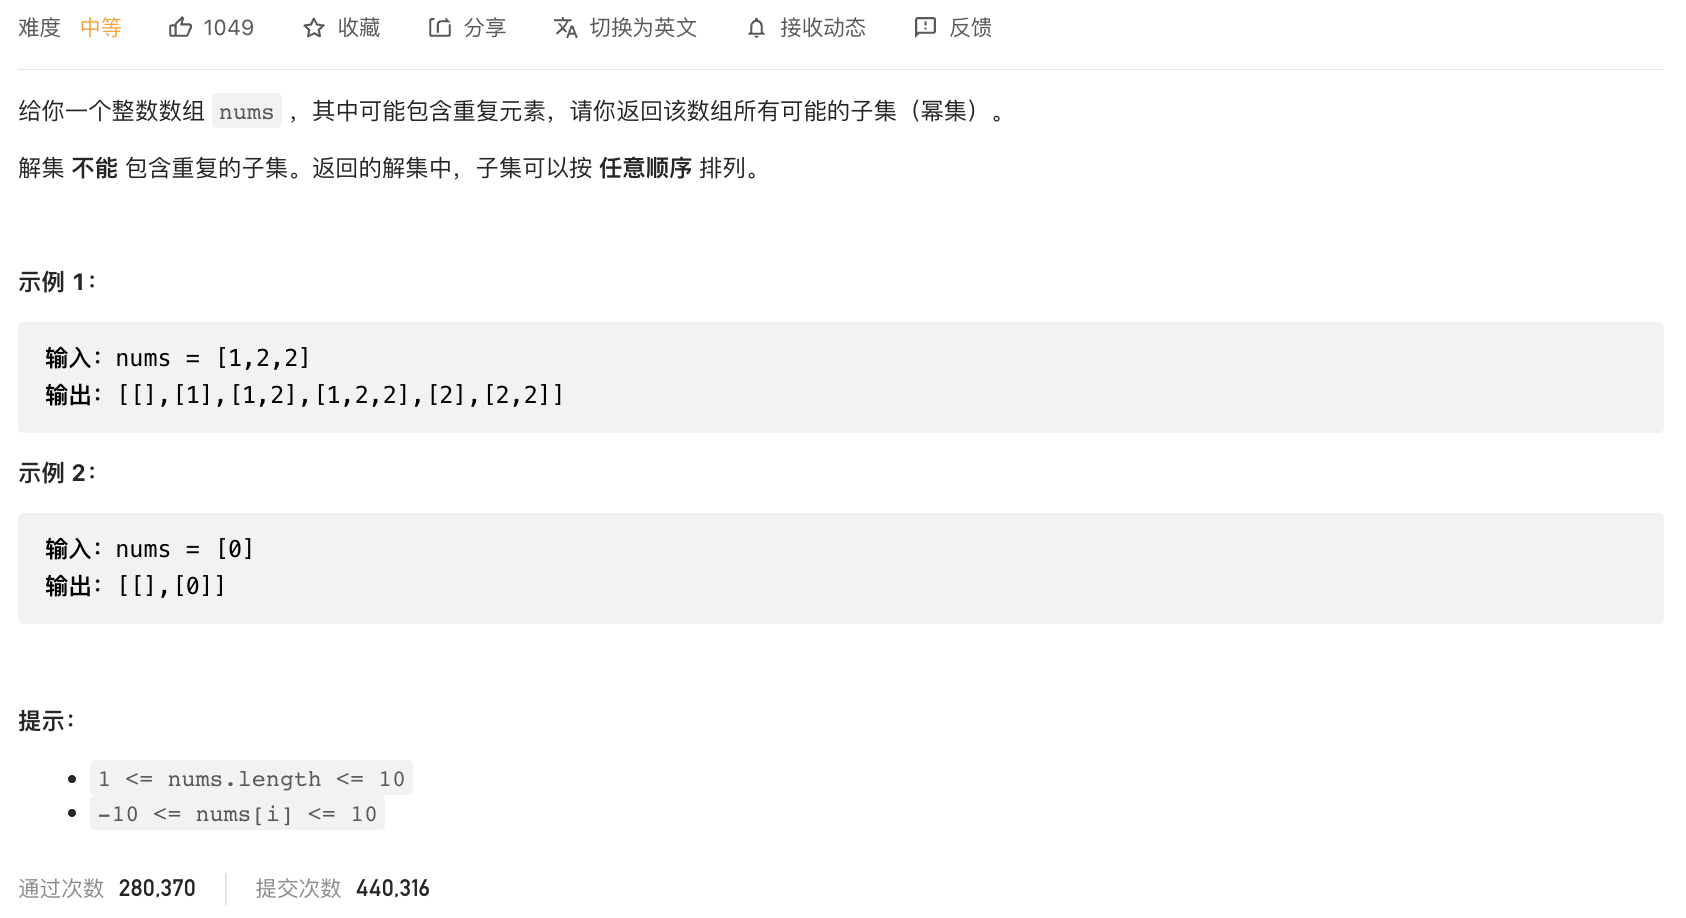 难度 中等 1049 收藏 分享 切换为英文 接收动态 反馈
给你一个整数数组 nums ，其中可能包含重复元素，请你返回该数组所有可能的子集（幂集）。
解集 不能 包含重复的子集。返回的解集中，子集可以按 任意顺序 排列。
示例 1：
输入：nums = [1,2,2]
输出：[[],[1],[1,2],[1,2,2],[2],[2,2]]
示例 2：
输入：nums = [0]
输出：[[],[0]]
提示：
1 <= nums.length <= 10
-10 <= nums[i] <= 10
通过次数 280,370 提交次数 440,316